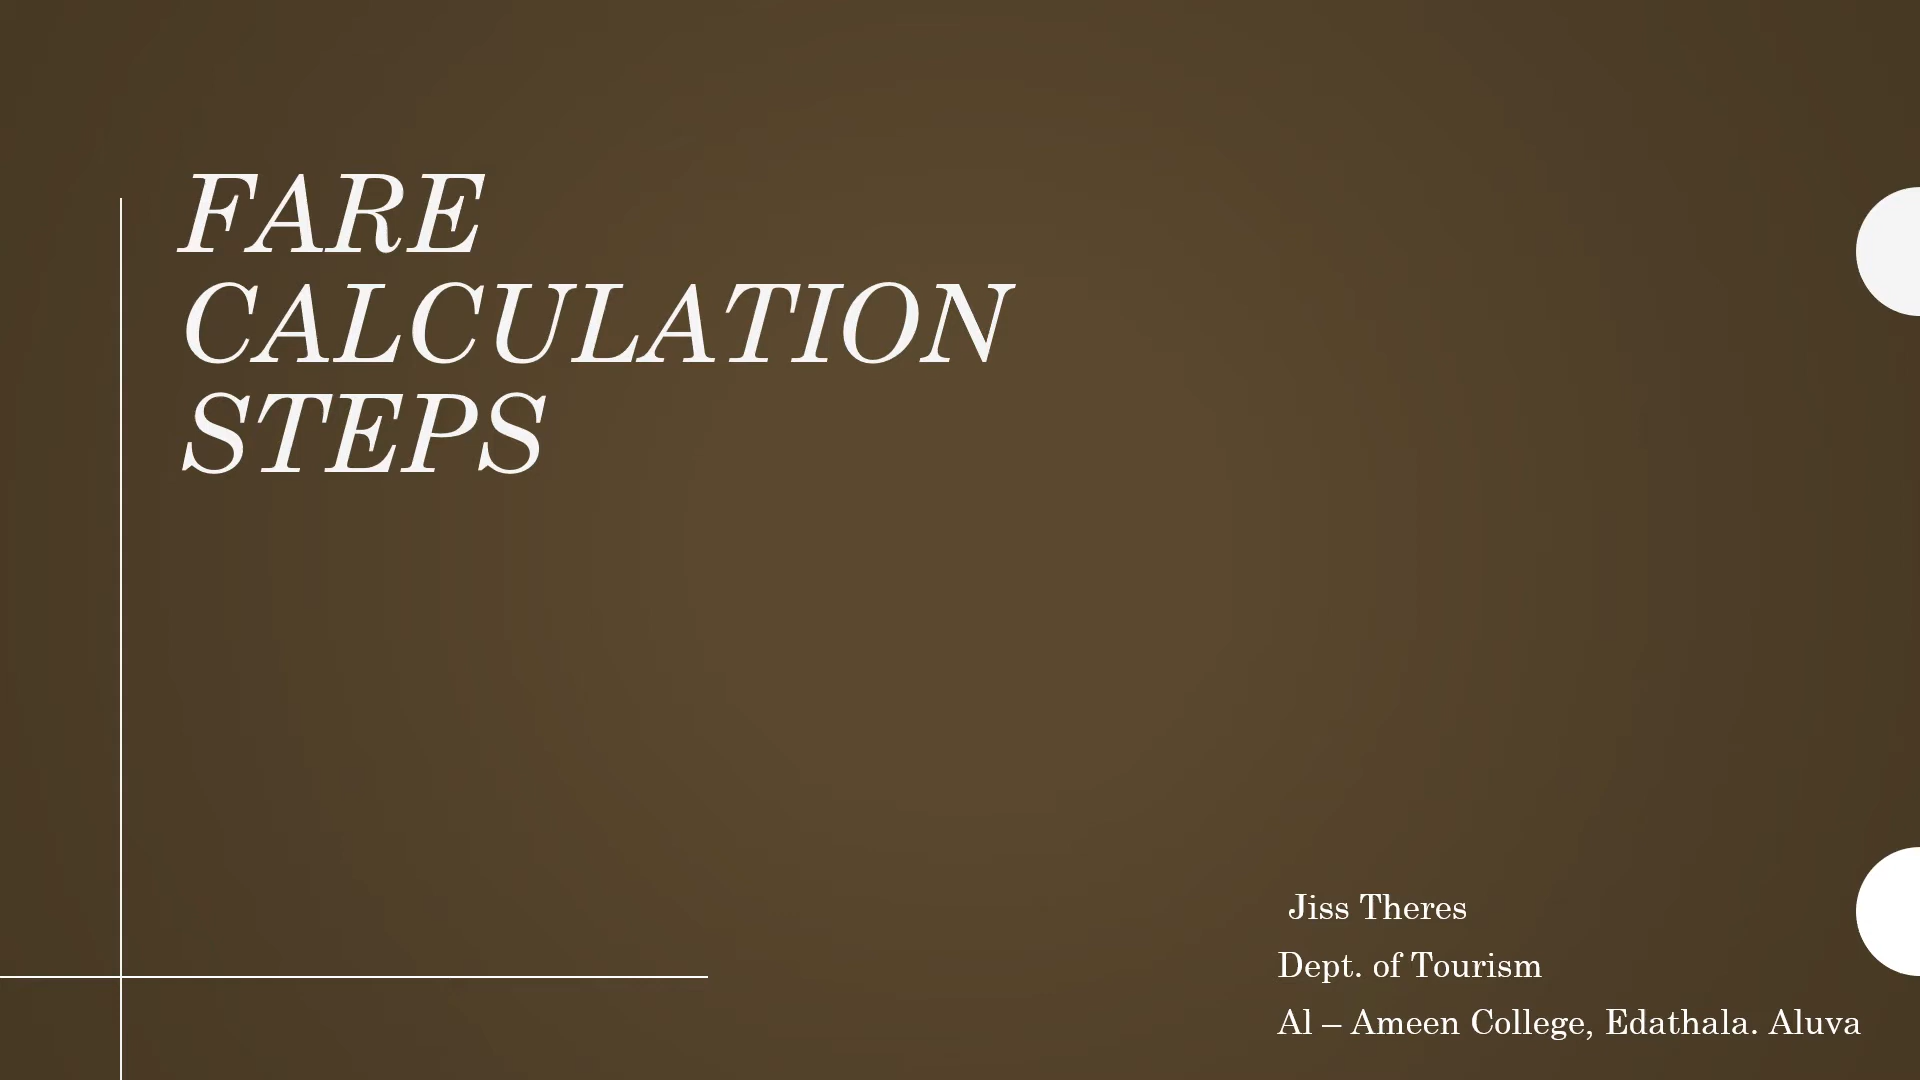 FARE
CALCULATION
STEPS
Jiss Theres
Dept. of Tourism
Al – Ameen College, Edathala. Aluva